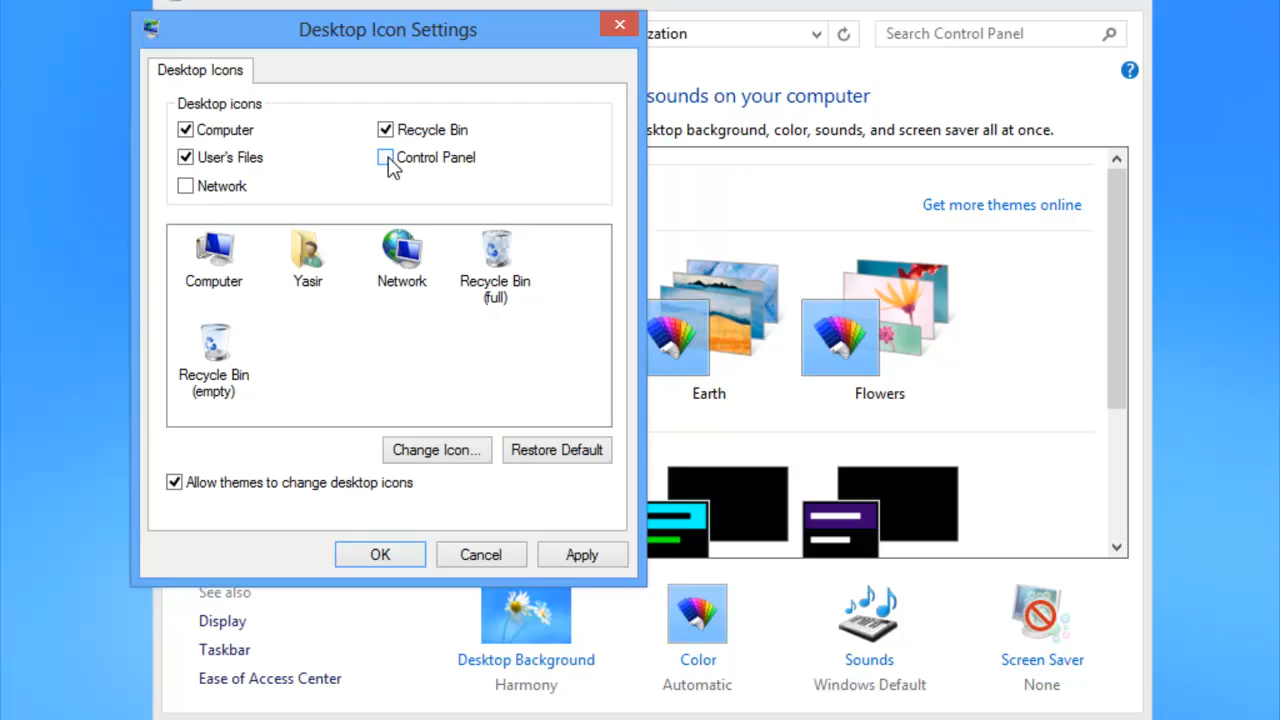 Desktop Icon Settings
Desktop Icons
Desktop icons
Computer
Recycle Bin
User's Files
Control Panel
Network
Computer
Yasir
Network
Recycle Bin
(full)
Recycle Bin
(empty)
Change Icon...
Restore Default
Allow themes to change desktop icons
OK
Cancel
Apply
zation
Search Control Panel
?
sounds on your computer
sktop background, color, sounds, and screen saver all at once.
Get more themes online
Earth
Flowers
See also
Display
Taskbar
Ease of Access Center
Desktop Background
Harmony
Color
Automatic
Sounds
Windows Default
Screen Saver
None